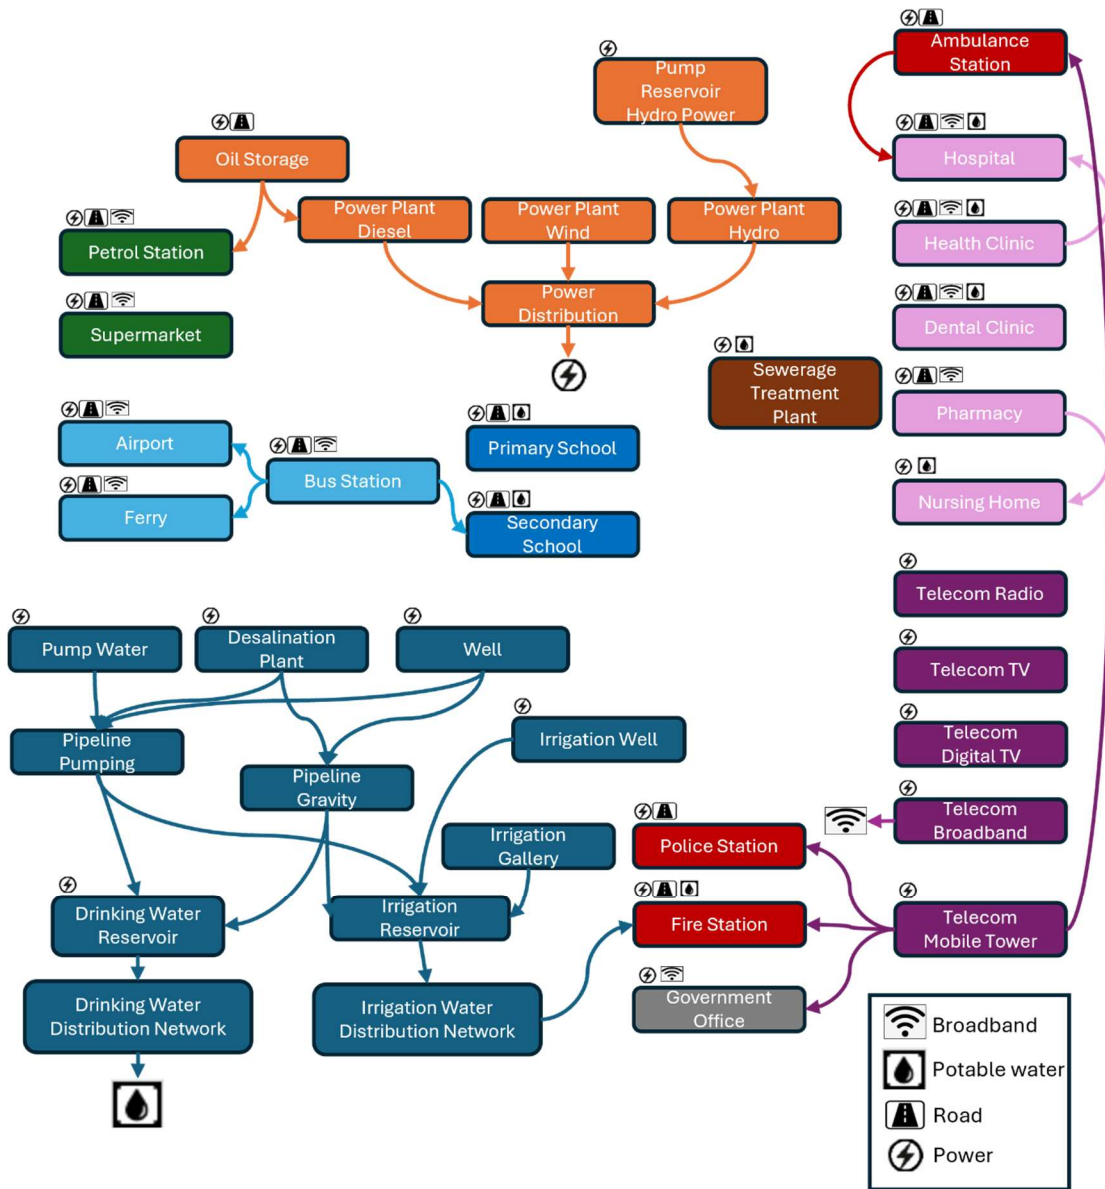 Ambulance
Station
Pump
Reservoir
Hydro Power
Oil Storage
Hospital
Power Plant
Diesel
Power Plant
Wind
Power Plant
Hydro
Petrol Station
Health Clinic
Power
Distribution
Supermarket
Dental Clinic
Sewerage
Treatment
Plant
Pharmacy
Airport
Primary School
Bus Station
Nursing Home
Ferry
Secondary
School
Telecom Radio
Pump Water
Desalination
Plant
Well
Telecom TV
Pipeline
Pumping
Irrigation Well
Telecom
Digital TV
Pipeline
Gravity
Telecom
Broadband
Irrigation
Gallery
Police Station
Drinking Water
Reservoir
Irrigation
Reservoir
Fire Station
Telecom
Mobile Tower
Drinking Water
Distribution Network
Irrigation Water
Distribution Network
Government
Office
Broadband
Potable water
Road
Power